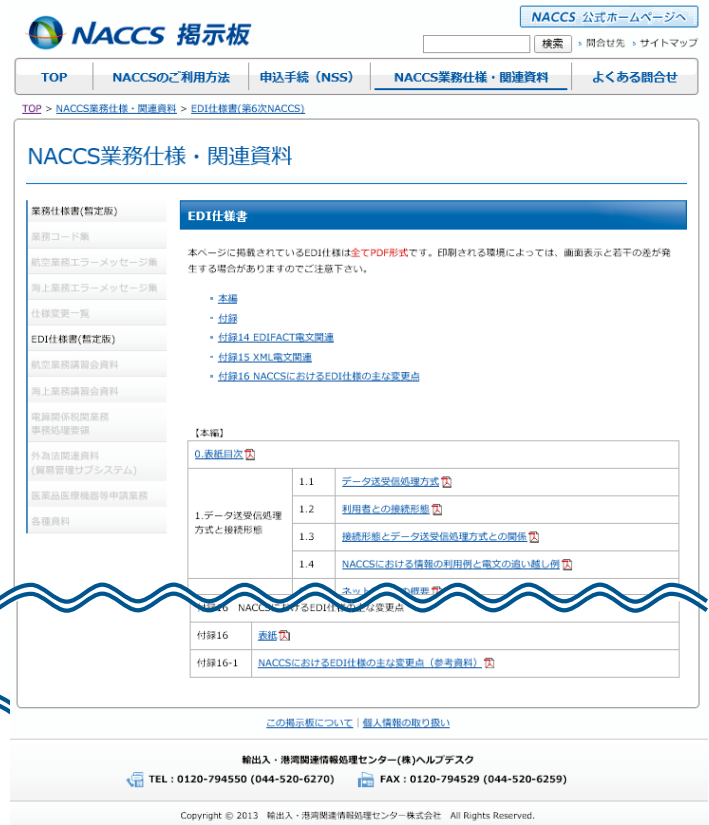 NACCS 公式ホームページへ
NACCS 掲示板
検索 問合せ先 サイトマップ
TOP NACCSのご利用方法 申込手続（NSS） NACCS業務仕様・関連資料 よくある問合せ
TOP > NACCS業務仕様・関連資料 > EDI仕様書(第6次NACCS)
NACCS業務仕様・関連資料
業務仕様書(暫定版)
業務コード集
航空業務エラーメッセージ集
海上業務エラーメッセージ集
仕様変更一覧
EDI仕様書(暫定版)
航空業務講習会資料
海上業務講習会資料
電算関係税関業務
事務処理要領
外為法関連資料
(貿易管理サブシステム)
医薬品医療機器等申請業務
各種資料
EDI仕様書
本ページに掲載されているEDI仕様は全てPDF形式です。印刷される環境によっては、画面表示と若干の差が発
生する場合がありますのでご注意下さい。
本編
付録
付録14 EDIFACT電文関連
付録15 XML電文関連
付録16 NACCSにおけるEDI仕様の主な変更点
【本編】
0.表紙目次
1.データ送受信処理
方式と接続形態
1.1 データ送受信処理方式
1.2 利用者との接続形態
1.3 接続形態とデータ送受信処理方式との関係
1.4 NACCSにおける情報の利用例と電文の追い越し例
の概要
付録16 NACCSにおけるEDI仕様の主な変更点
付録16 表紙
付録16-1 NACCSにおけるEDI仕様の主な変更点（参考資料）
この掲示板について｜個人情報の取り扱い
輸出入・港湾関連情報処理センター(株)ヘルプデスク
TEL : 0120-794550 (044-520-6270) FAX : 0120-794529 (044-520-6259)
Copyright © 2013 輸出入・港湾関連情報処理センター株式会社 All Rights Reserved.